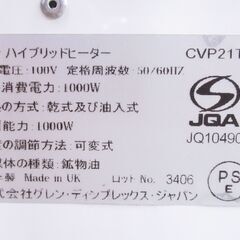 ハイブリッドヒーター CVP21T
電圧：100V 定格周波数：50/60HZ
消費電力：1000W
の方式：乾式及び油入式
能力：1000W
の調節方式：可変式
媒体の種類：鉱物油
製 Made in UK ロット No. 3406
式会社グレン・ディンプレックス・ジャパン
JQA
JQ10490
PS
E